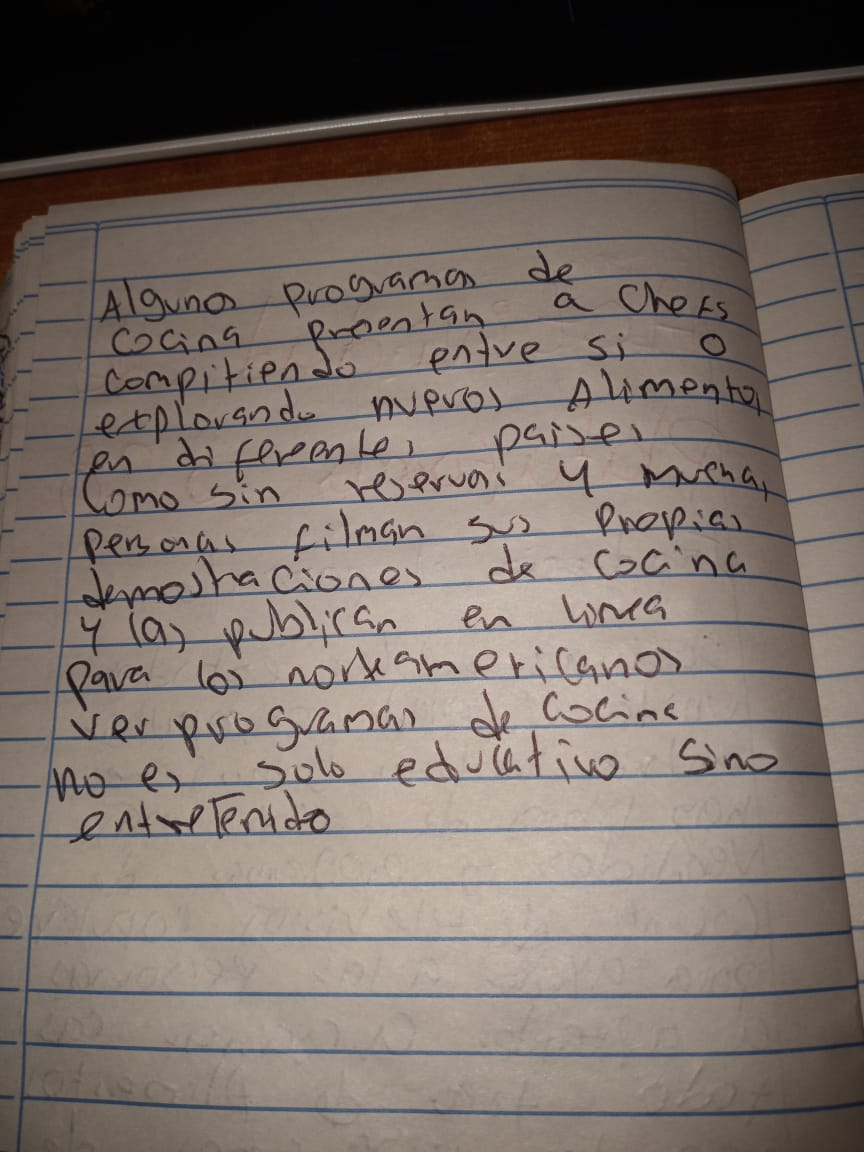 Algunos programas de
cocina presentan a Chefs
compitiendo entre si o
explorando nuevos Alimentos
en diferentes paises
Como sin reservas y muchas
personas filman sus propias
demostraciones de cocina
y las publican en linea
para los norteamericanos
ver programas de cocina
no es solo educativo sino
entretenido